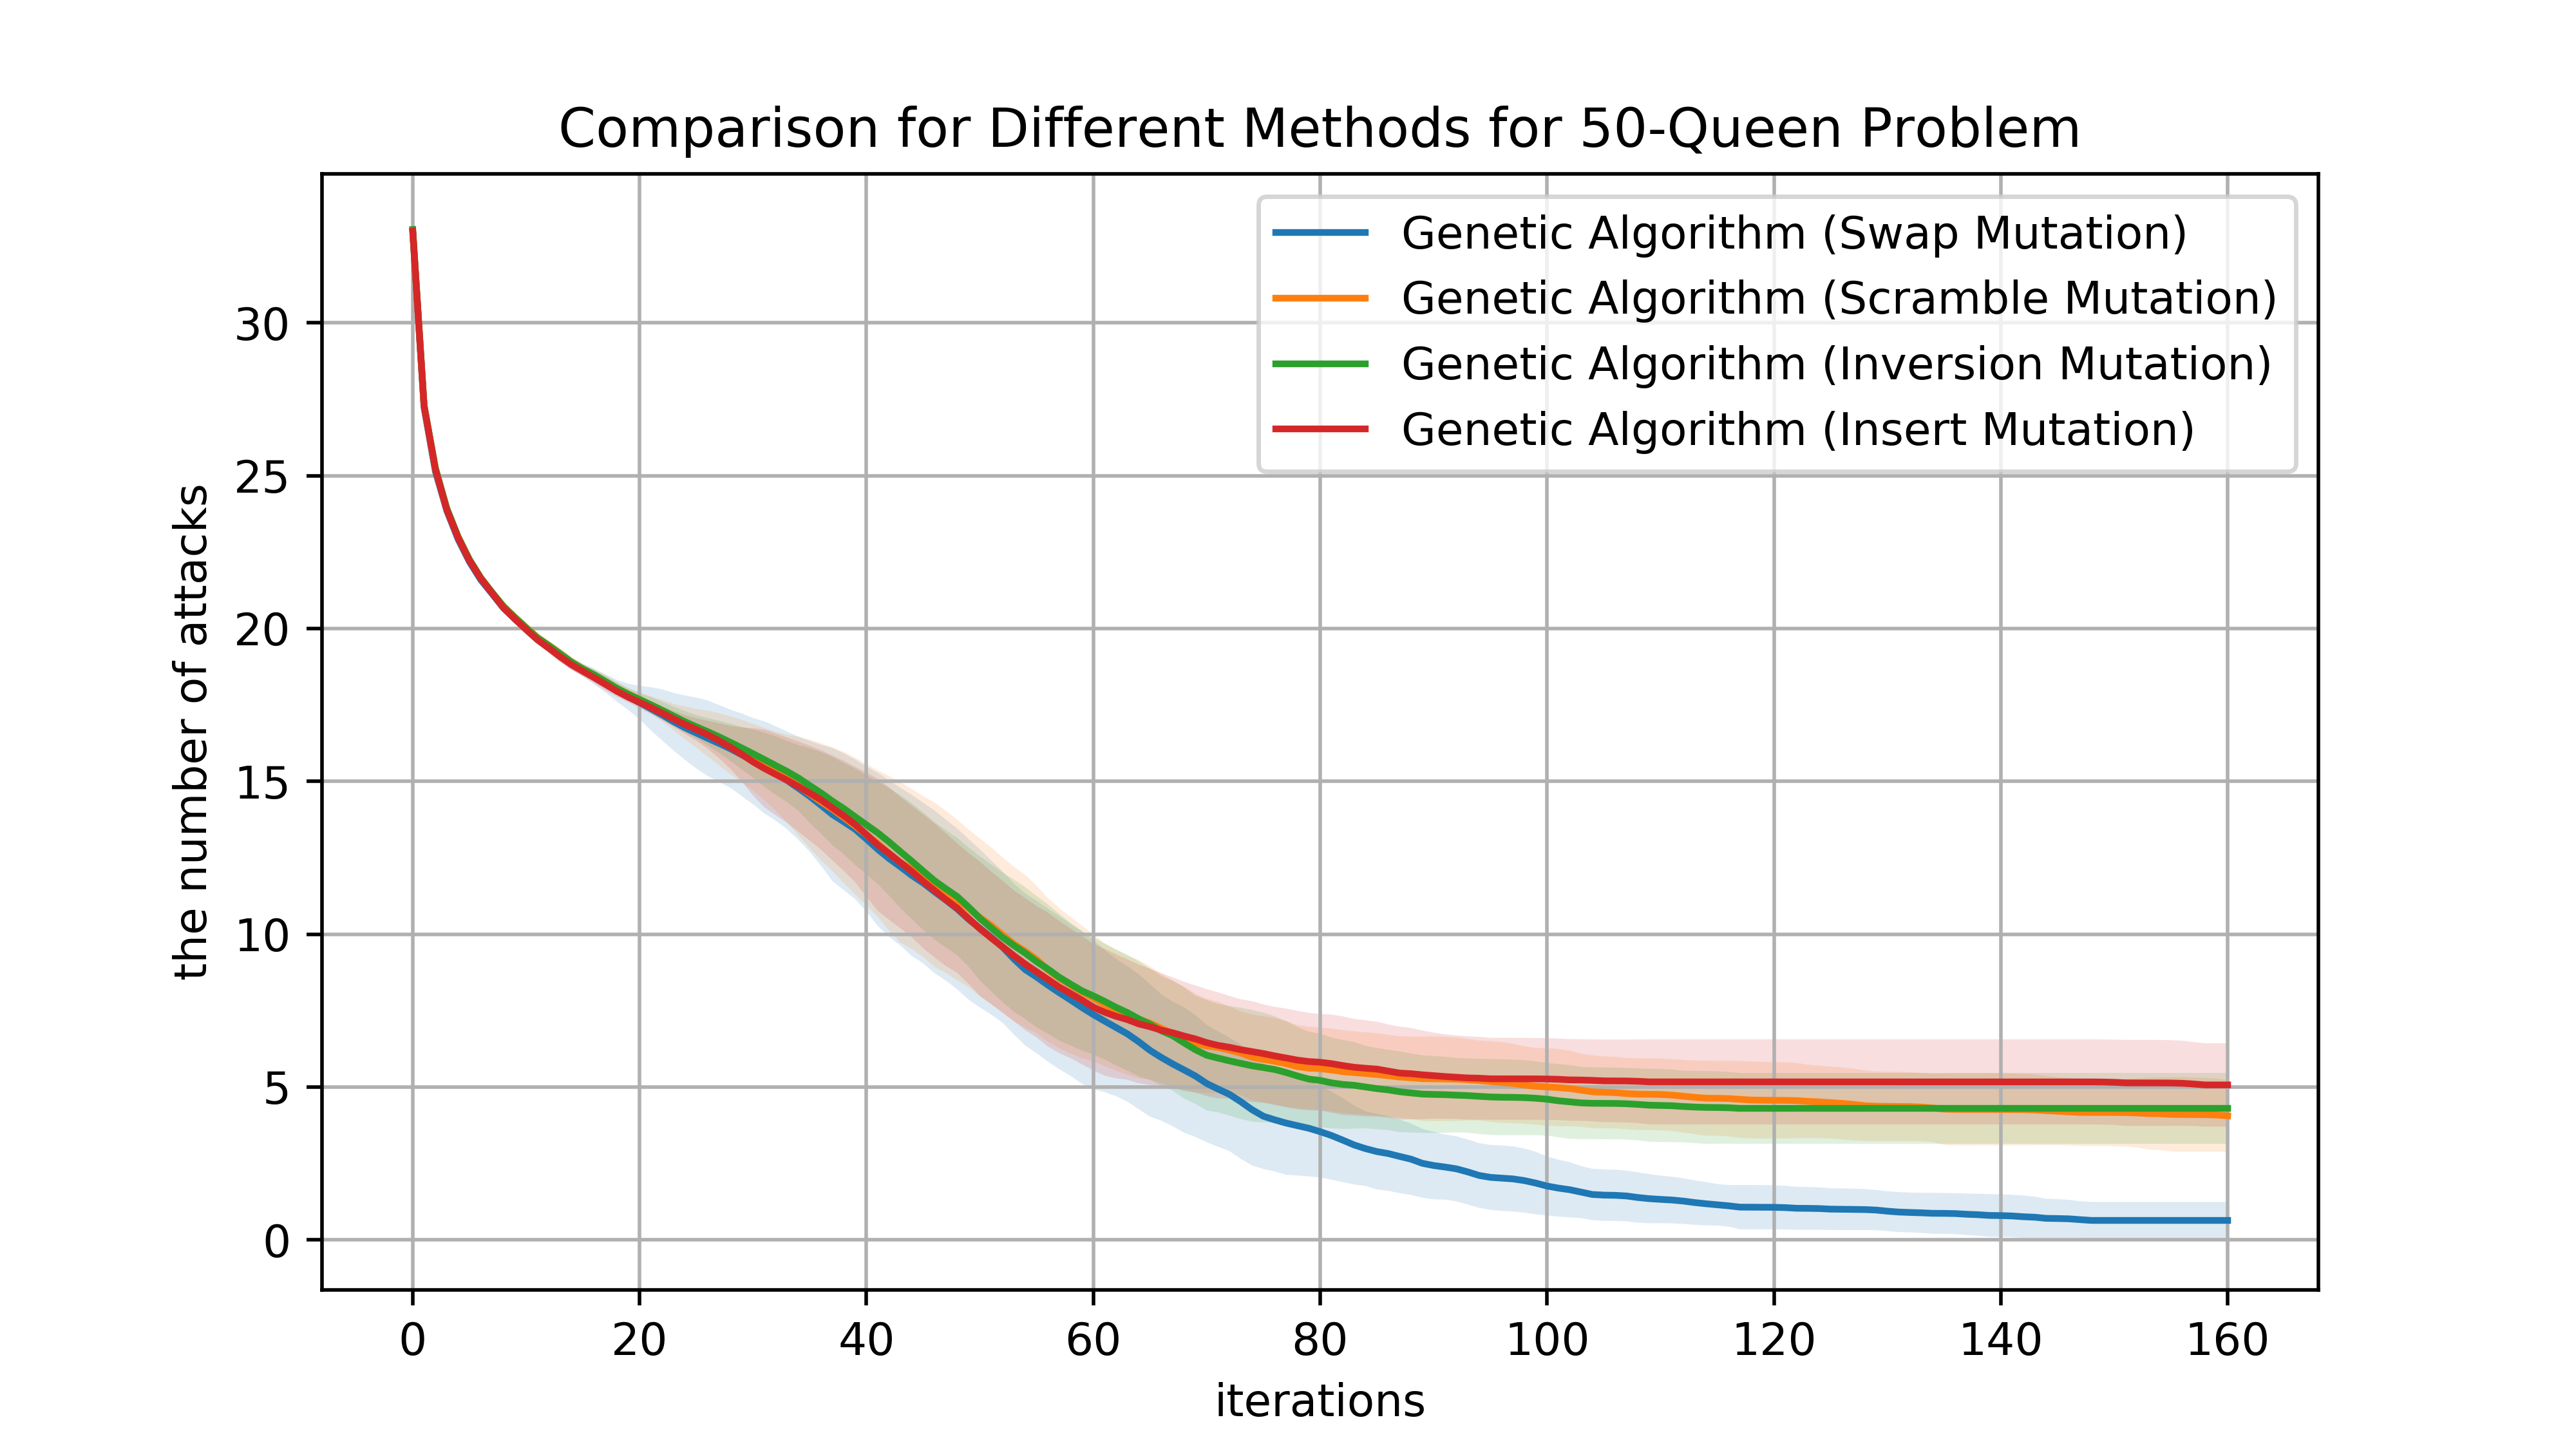 Comparison for Different Methods for 50-Queen Problem
Genetic Algorithm (Swap Mutation)
Genetic Algorithm (Scramble Mutation)
Genetic Algorithm (Inversion Mutation)
Genetic Algorithm (Insert Mutation)
the number of attacks
30
25
20
15
10
5
0
0 20 40 60 80 100 120 140 160
iterations